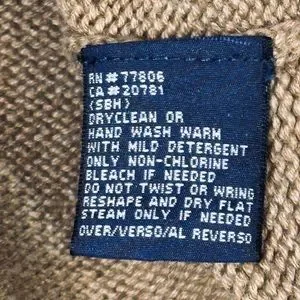 RN#77806
CA#20781
(SBH)
DRYCLEAN OR
HAND WASH WARM
WITH MILD DETERGENT
ONLY NON-CHLORINE
BLEACH IF NEEDED
DO NOT TWIST OR WRING
RESHAPE AND DRY FLAT
STEAM ONLY IF NEEDED
OVER/VERSO/AL REVERSO